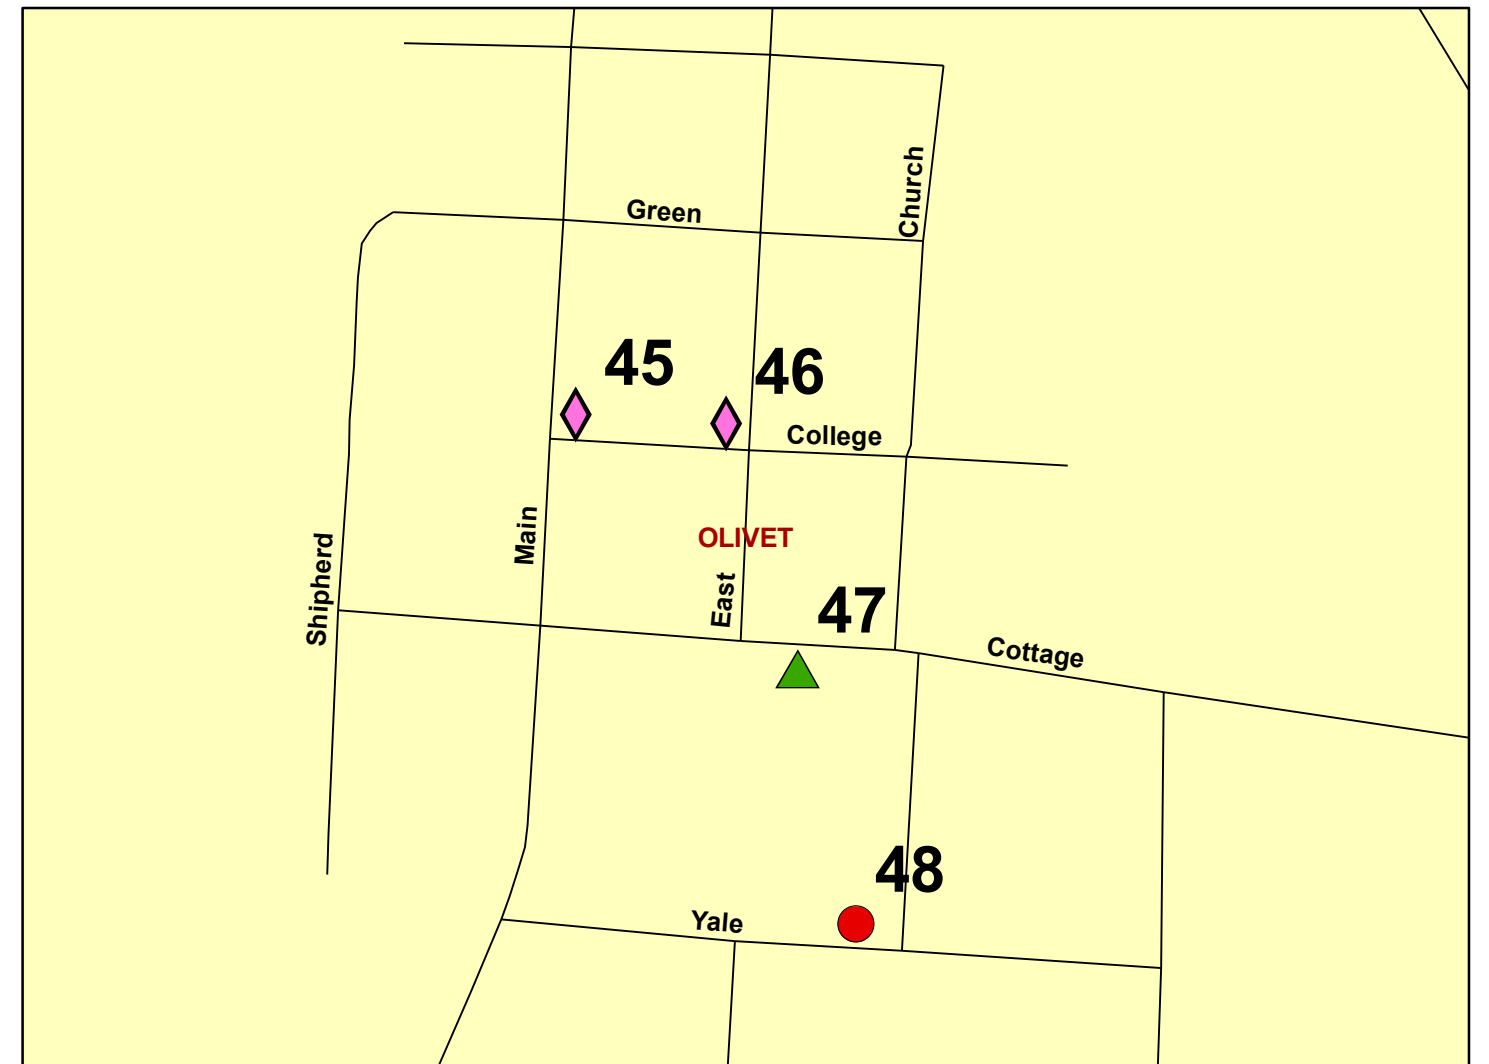 Church
Green
45
46
College
Main
OLIVET
Shipherd
East
47
Cottage
48
Yale